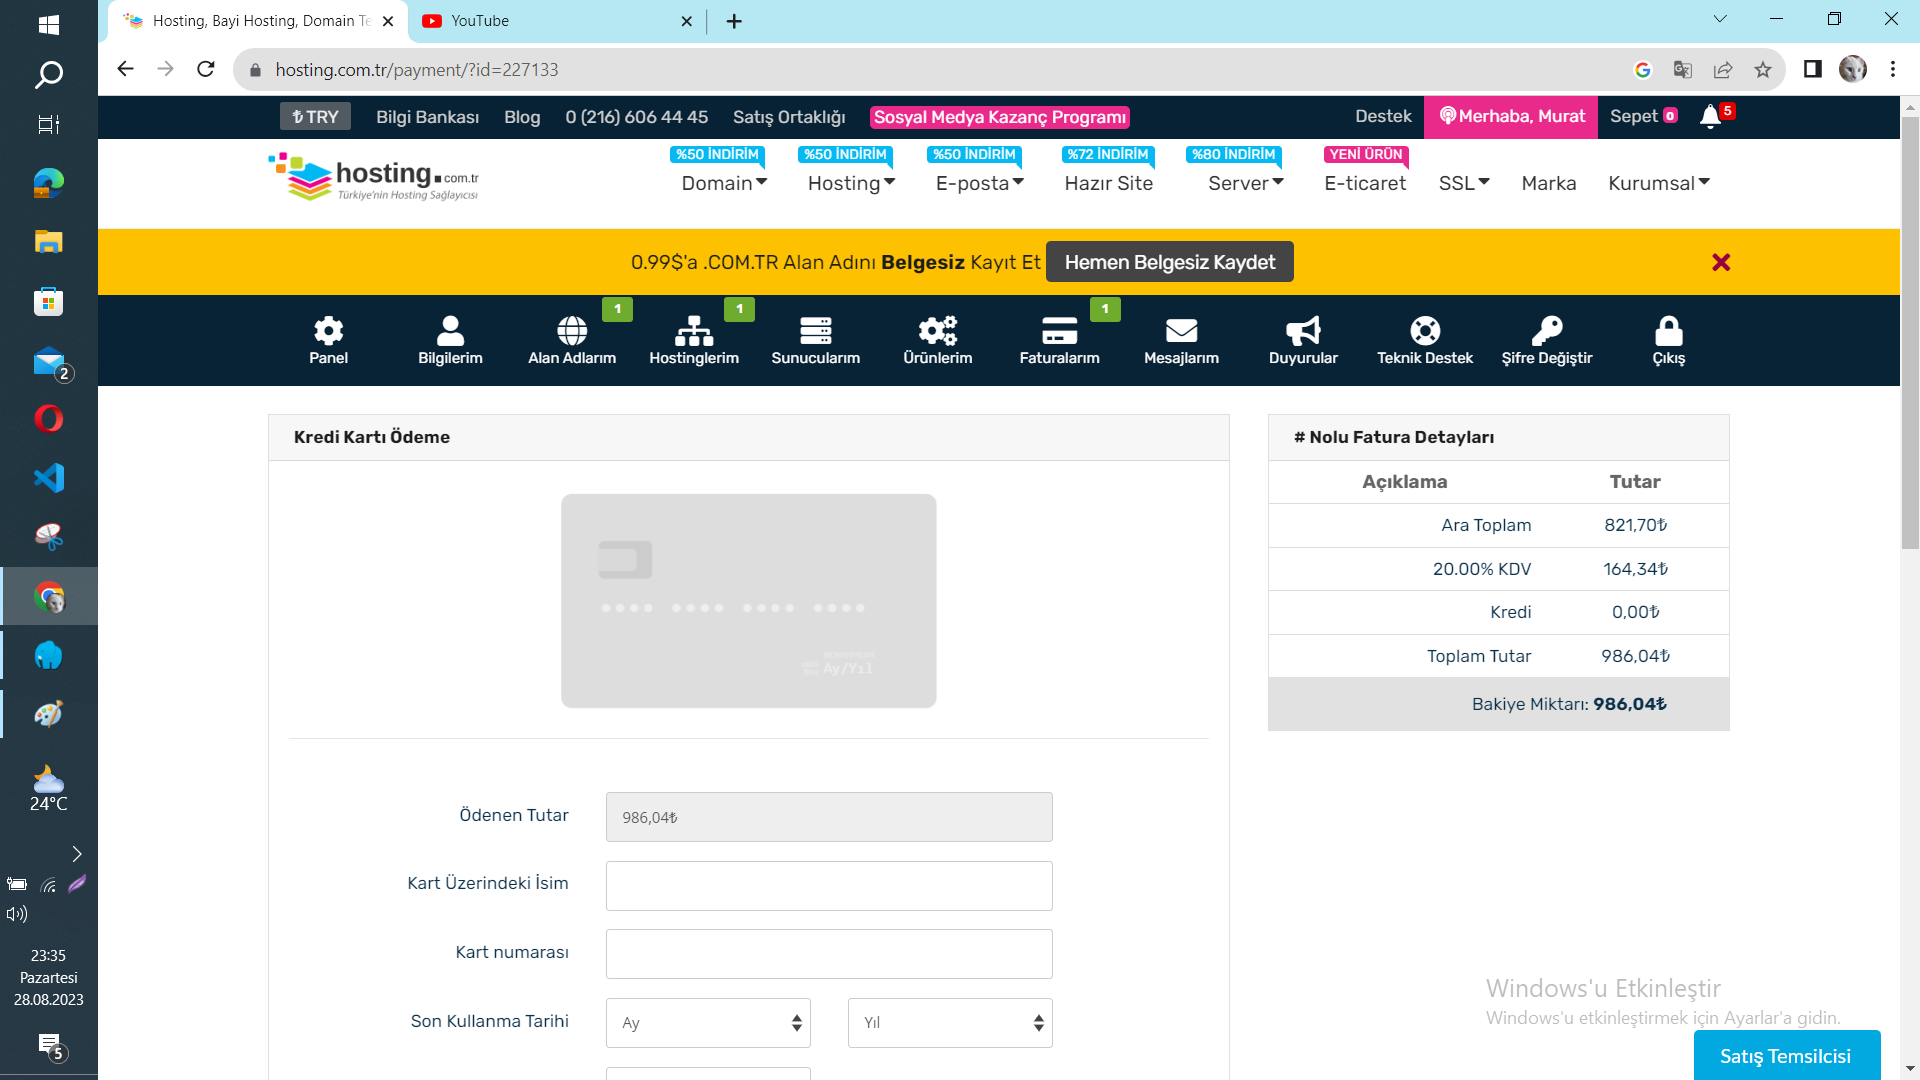 Hosting, Bayi Hosting, Domain Te
YouTube
hosting.com.tr/payment/?id=227133
₺ TRY
Bilgi Bankası
Blog
0 (216) 606 44 45
Satış Ortaklığı
Sosyal Medya Kazanç Programı
Destek
Merhaba, Murat
Sepet 0
5
hosting.com.tr
Türkiye'nin Hosting Sağlayıcısı
%50 İNDİRİM
%50 İNDİRİM
%50 İNDİRİM
%72 İNDİRİM
%80 İNDİRİM
YENİ ÜRÜN
Domain
Hosting
E-posta
Hazır Site
Server
E-ticaret
SSL
Marka
Kurumsal
0.99$'a .COM.TR Alan Adını Belgesiz Kayıt Et
Hemen Belgesiz Kaydet
1
1
1
Panel
Bilgilerim
Alan Adlarım
Hostinglerim
Sunucularım
Ürünlerim
Faturalarım
Mesajlarım
Duyurular
Teknik Destek
Şifre Değiştir
Çıkış
Kredi Kartı Ödeme
Ay/Yıl
Ödenen Tutar
986,04₺
Kart Üzerindeki İsim
Kart numarası
Son Kullanma Tarihi
Ay
Yıl
# Nolu Fatura Detayları
Açıklama Tutar
Ara Toplam 821,70₺
20.00% KDV 164,34₺
Kredi 0,00₺
Toplam Tutar 986,04₺
Bakiye Miktarı: 986,04₺
Windows'u Etkinleştir
Windows'u etkinleştirmek için Ayarlar'a gidin.
Satış Temsilcisi
2
24°C
23:35
Pazartesi
28.08.2023
5